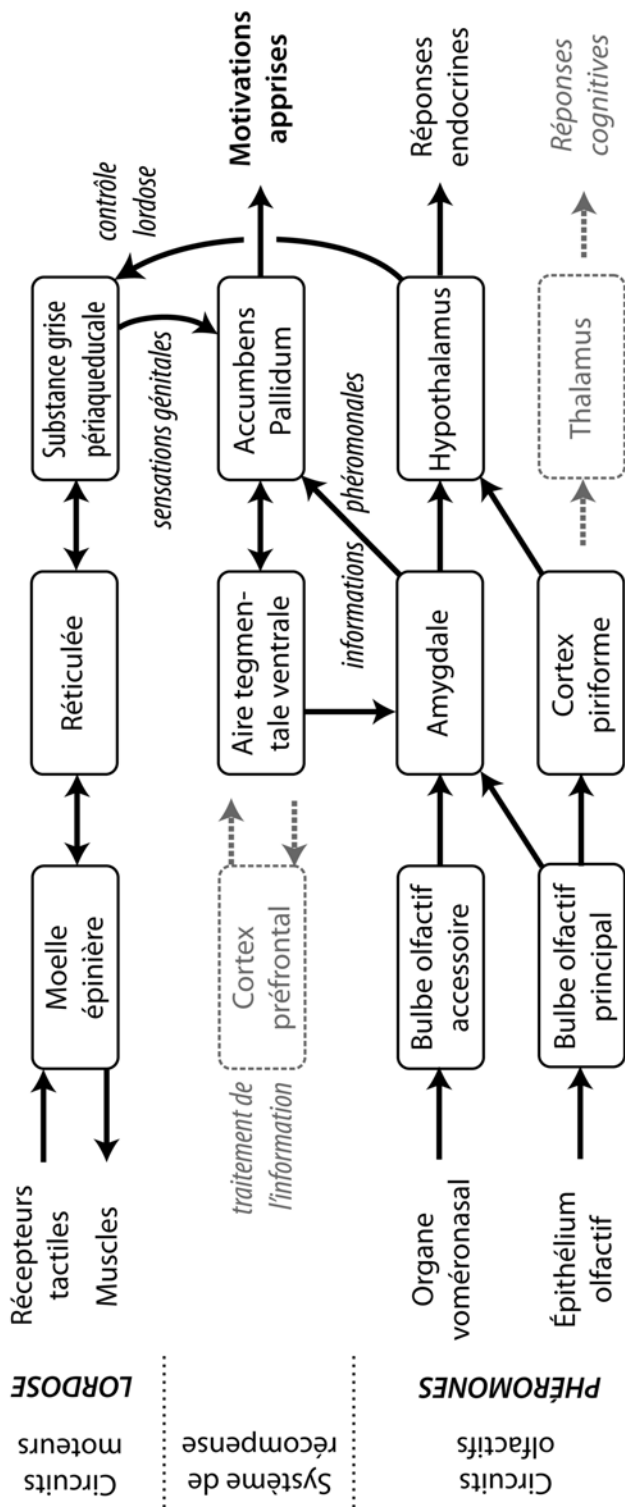 Circuits
moteurs
LORDOSE
Récepteurs
tactiles
Muscles
Moelle
épinière
Réticulée
Substance grise
périaqueducale
contrôle
lordose
sensations génitales
Système de
récompense
traitement de
l'information
Cortex
préfrontal
Aire tegmen-
tale ventrale
Accumbens
Pallidum
Motivations
apprises
informations phéromonales
Circuits
olfactifs
PHÉROMONES
Organe
voméronasal
Bulbe olfactif
accessoire
Amygdale
Hypothalamus
Réponses
endocrines
Épithélium
olfactif
Bulbe olfactif
principal
Cortex
piriforme
Thalamus
Réponses
cognitives